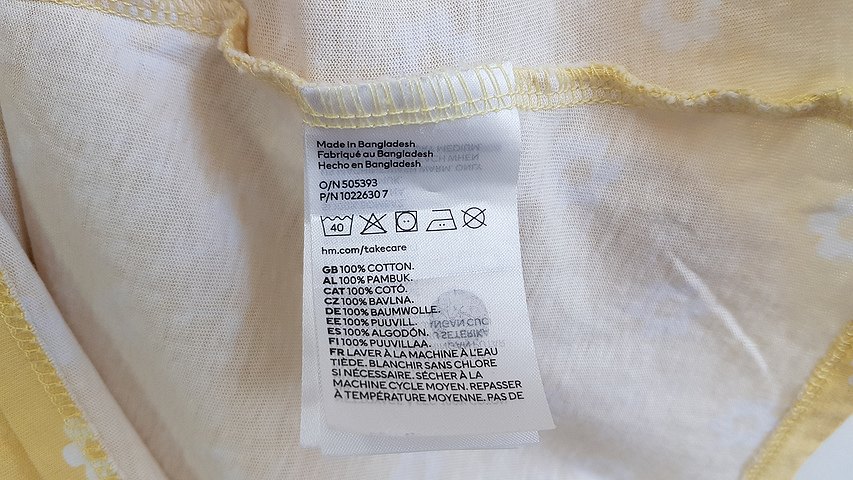 Made in Bangladesh
Fabriqué au Bangladesh
Hecho en Bangladesh
O/N 505393
P/N 1022630 7
40
hm.com/takecare
GB 100% COTTON.
AL 100% PAMBUK.
CAT 100% COTÓ.
CZ 100% BAVLNA.
DE 100% BAUMWOLLE.
EE 100% PUUVILL.
ES 100% ALGODÓN.
FI 100% PUUVILLAA.
FR LAVER À LA MACHINE À L'EAU
TIÈDE. BLANCHIR SANS CHLORE
SI NÉCESSAIRE. SÉCHER À LA
MACHINE CYCLE MOYEN. REPASSER
À TEMPÉRATURE MOYENNE. PAS DE